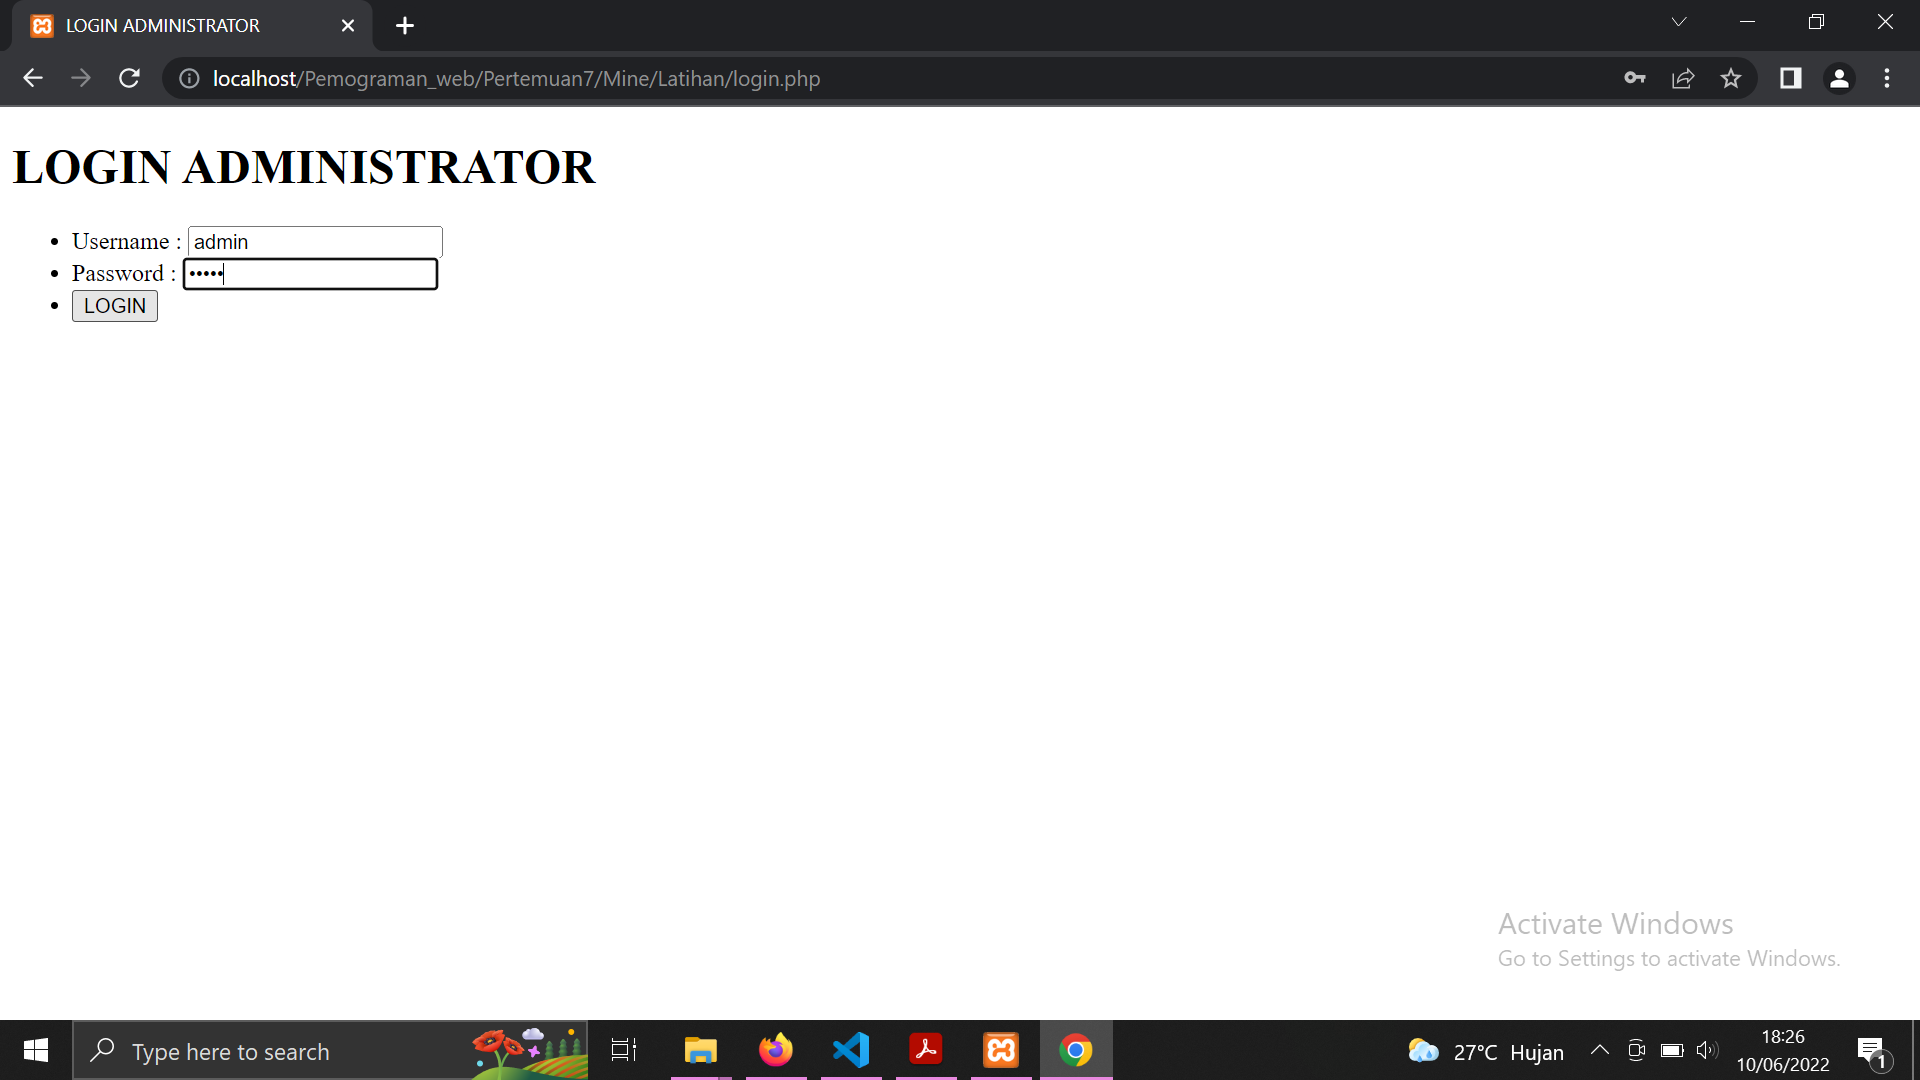 LOGIN ADMINISTRATOR
localhost/Pemograman_web/Pertemuan7/Mine/Latihan/login.php
LOGIN ADMINISTRATOR
Username : admin
Password : •••••
LOGIN
Activate Windows
Go to Settings to activate Windows.
Type here to search
27°C Hujan
18:26
10/06/2022
1